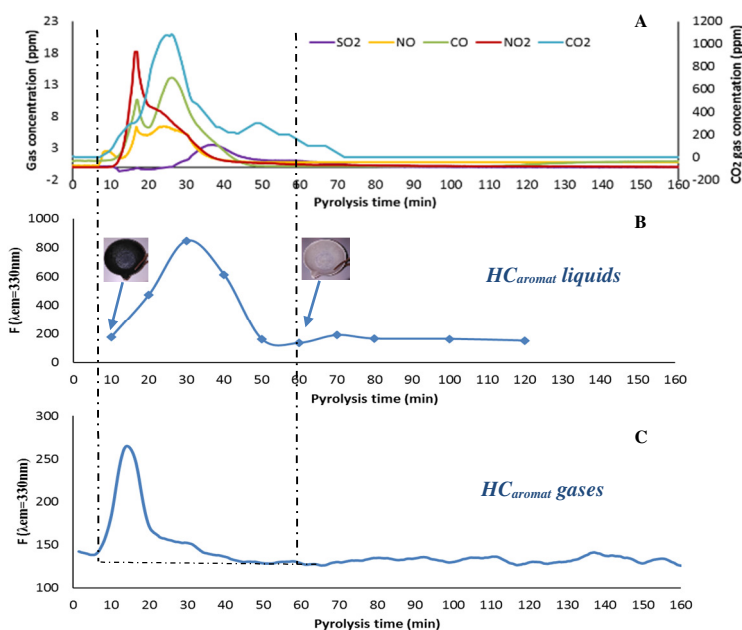 A
23
18
13
8
3
-2
Gas concentration (ppm)
SO2 NO CO NO2 CO2
1200
1000
800
600
400
200
0
-200
CO2 gas concentation (ppm)
0 10 20 30 40 50 60 70 80 90 100 110 120 130 140 150 160
Pyrolysis time (min)
B
1000
800
600
400
200
0
F (λem=330nm)
HCaromat liquids
0 10 20 30 40 50 60 70 80 90 100 110 120 130 140 150 160
Pyrolysis time (min)
C
300
250
200
150
100
F (λem=330nm)
HCaromat gases
0 10 20 30 40 50 60 70 80 90 100 110 120 130 140 150 160
Pyrolysis time (min)